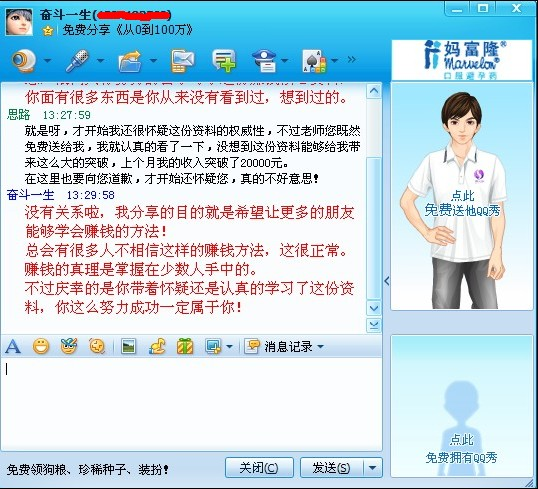 奋斗一生(
免费分享《从0到100万》
妈富隆®
Marvelon®
口服避孕药
你面有很多东西是你从来没有看到过，想到过的。
思路 13:27:59
就是呀，才开始我还很怀疑这份资料的权威性，不过老师您既然
免费送给我，我就认真的看了一下，没想到这份资料能够给我带
来这么大的突破，上个月我的收入突破了20000元。
在这里也要向您道歉，才开始还怀疑您，真的不好意思！
奋斗一生 13:29:58
没有关系啦，我分享的目的就是希望让更多的朋友
能够学会赚钱的方法！
总会有很多人不相信这样的赚钱方法，这很正常。
赚钱的真理是掌握在少数人手中的。
不过庆幸的是你带着怀疑还是认真的学习了这份资
料，你这么努力成功一定属于你！
点此
免费送他QQ秀
消息记录
点此
免费拥有QQ秀
免费领狗粮、珍稀种子、装扮！
关闭(C)
发送(S)